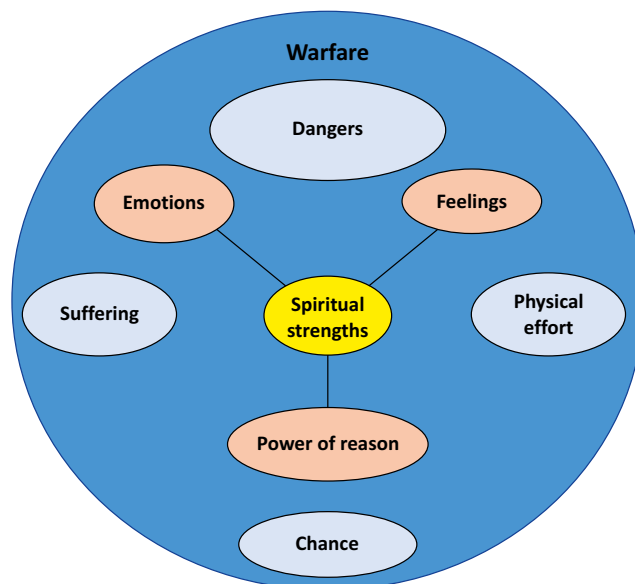 Warfare
Dangers
Emotions
Feelings
Suffering
Spiritual
strengths
Physical
effort
Power of reason
Chance